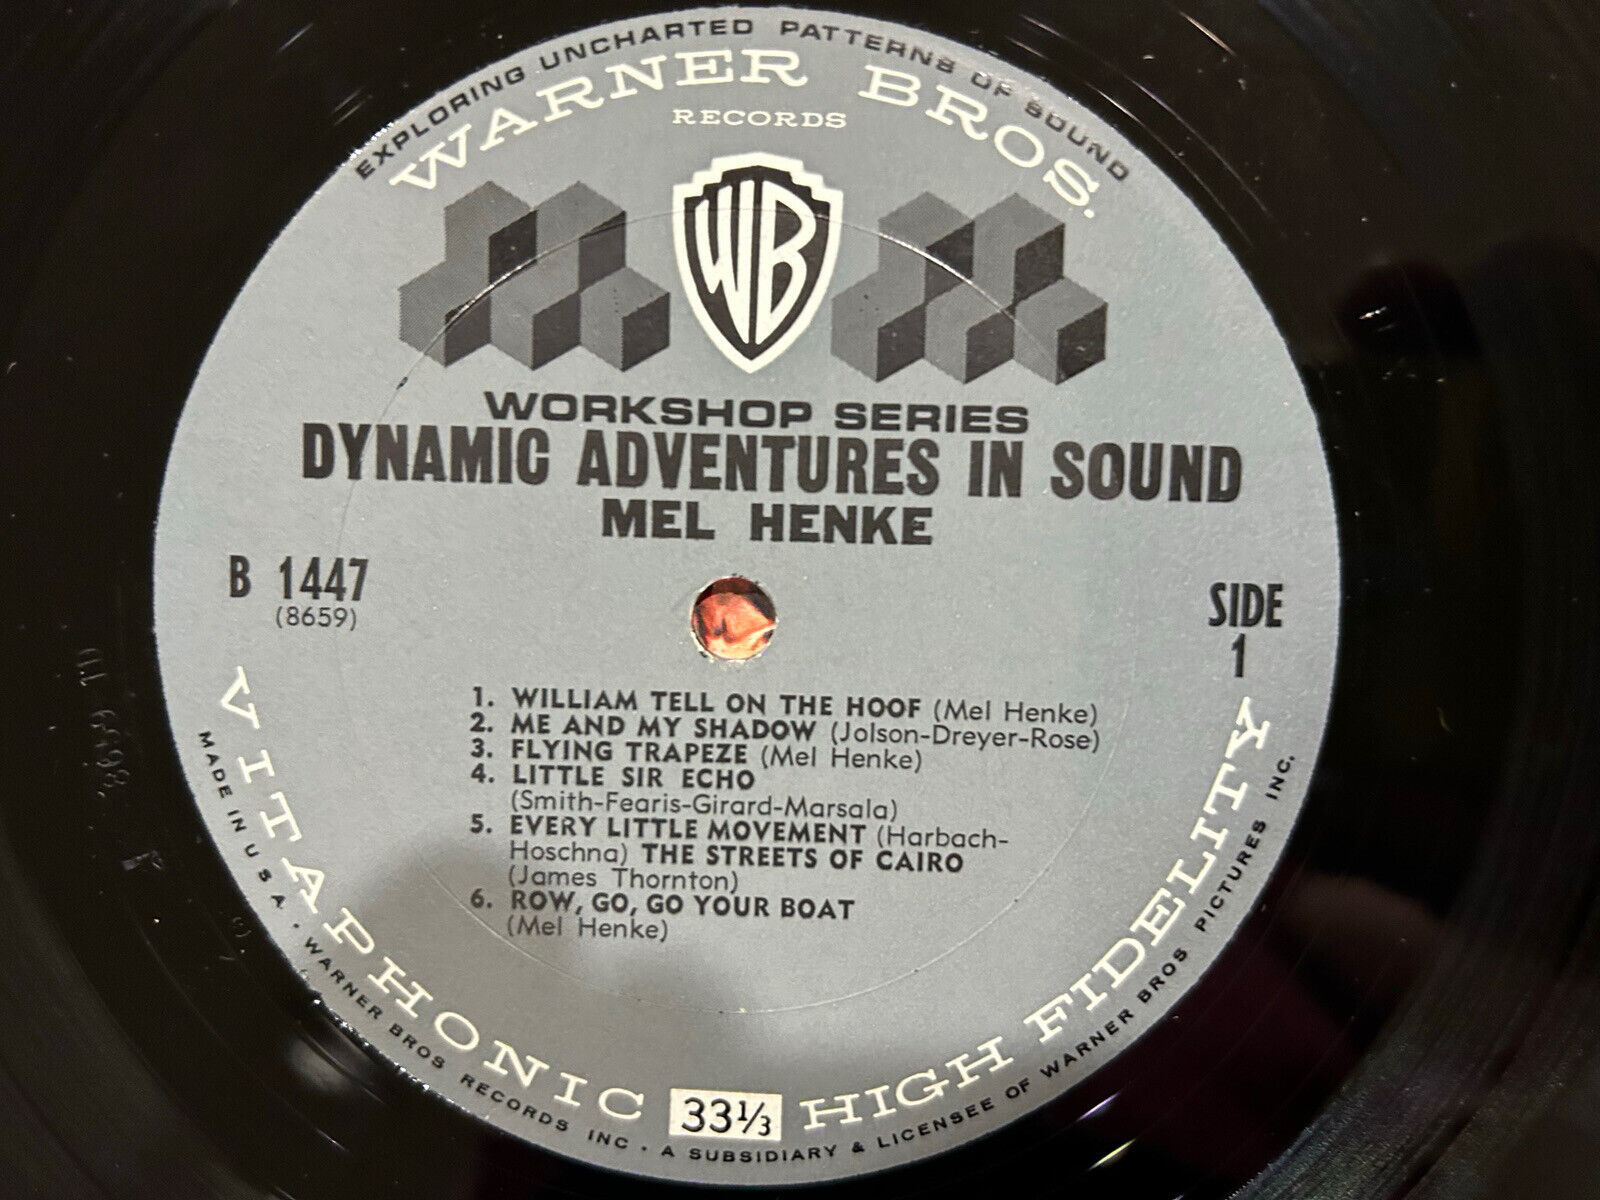 EXPLORING UNCHARTED PATTERNS OF SOUND
WARNER BROS.
RECORDS
WB
WORKSHOP SERIES
DYNAMIC ADVENTURES IN SOUND
MEL HENKE
B 1447
(8659)
SIDE
1
1. WILLIAM TELL ON THE HOOF (Mel Henke)
2. ME AND MY SHADOW (Jolson-Dreyer-Rose)
3. FLYING TRAPEZE (Mel Henke)
4. LITTLE SIR ECHO
(Smith-Fearis-Girard-Marsala)
5. EVERY LITTLE MOVEMENT (Harbach-
Hoschna) THE STREETS OF CAIRO
(James Thornton)
6. ROW, GO, GO YOUR BOAT
(Mel Henke)
VITAPHONIC HIGH FIDELITY
33⅓
MADE IN U S A . WARNER BROS RECORDS INC . A SUBSIDIARY & LICENSEE OF WARNER BROS PICTURES INC.